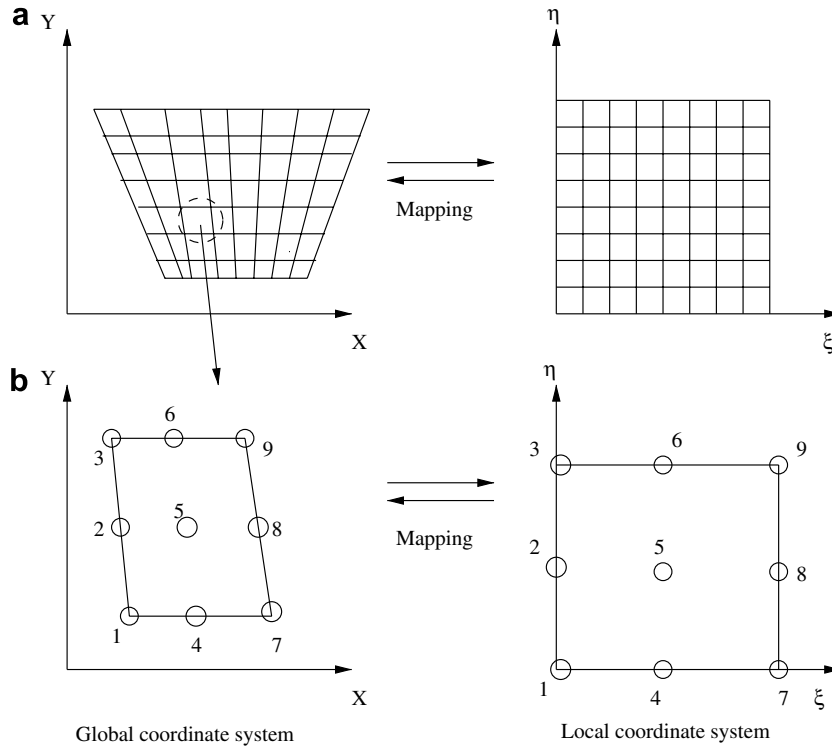 a
Y
η
Mapping
X
ξ
b
Y
η
6
3
9
2
5
8
1
4
7
Mapping
3
6
9
2
5
8
1
4
7
X
ξ
Global coordinate system
Local coordinate system